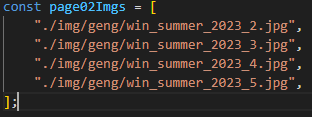 const page02Imgs = [
"./img/geng/win_summer_2023_2.jpg",
"./img/geng/win_summer_2023_3.jpg",
"./img/geng/win_summer_2023_4.jpg",
"./img/geng/win_summer_2023_5.jpg",
];